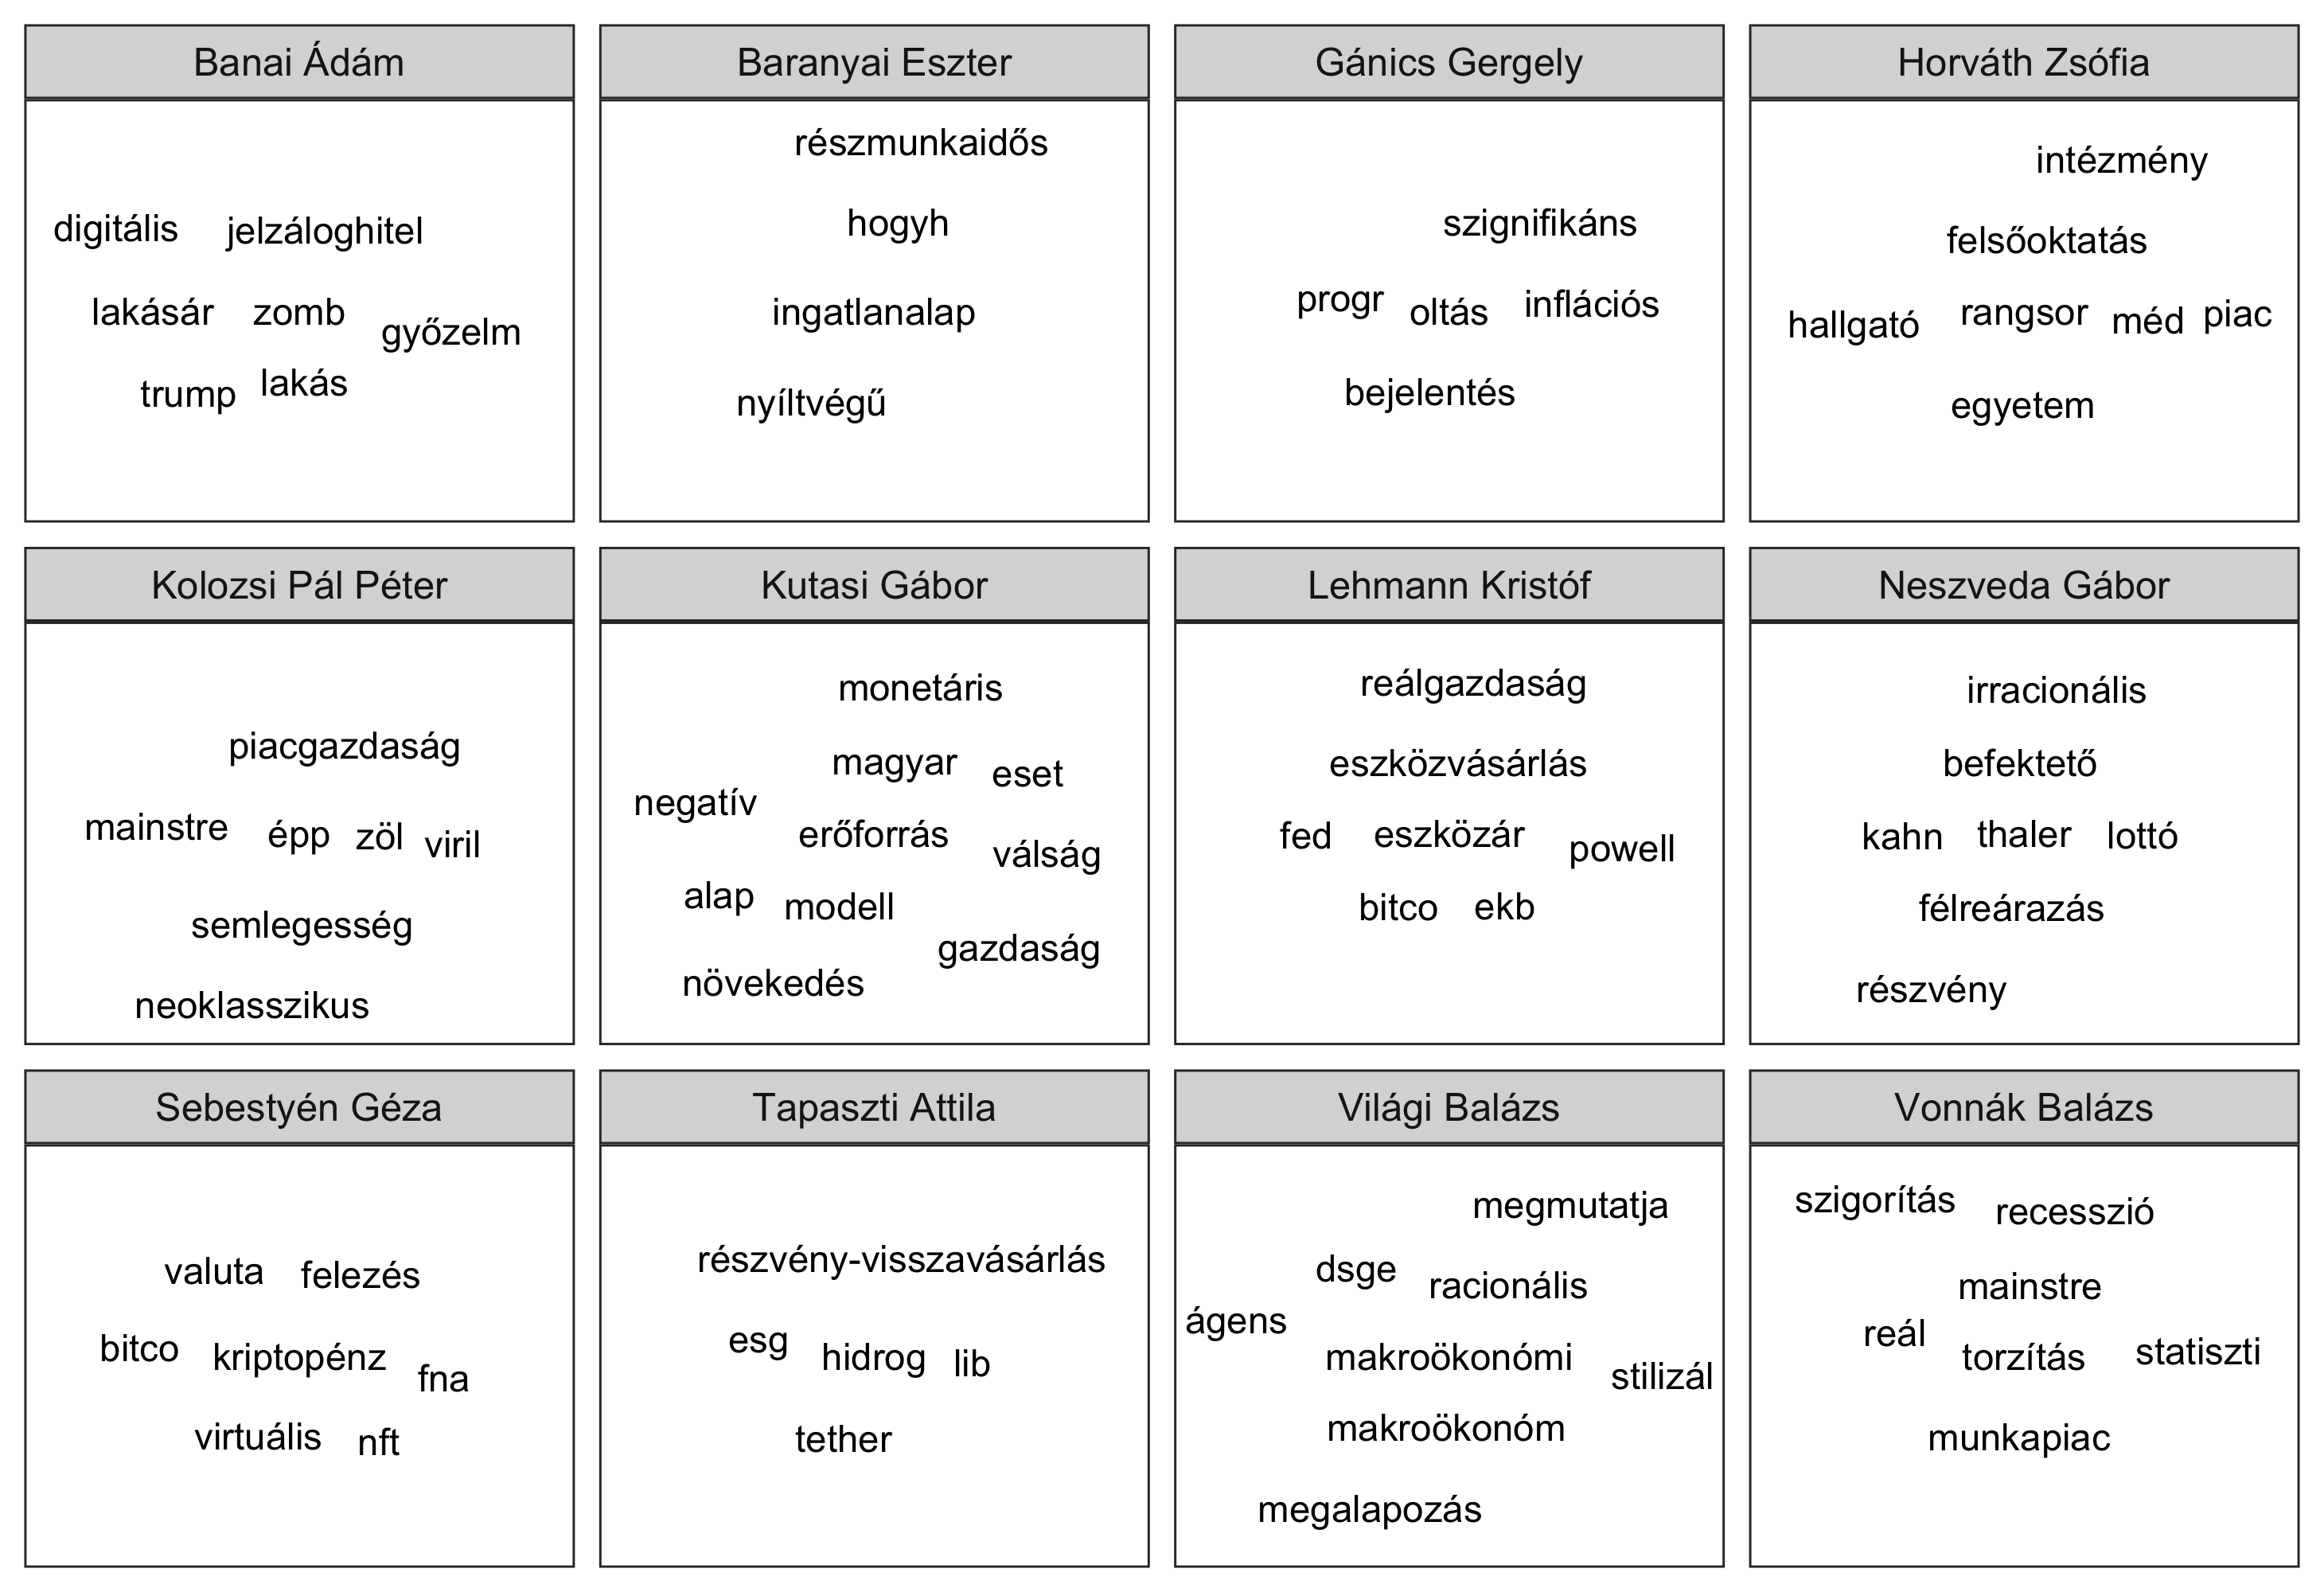 Banai Ádám
digitális jelzáloghitel
lakásár zomb győzelm
trump lakás
Baranyai Eszter
részmunkaidős
hogyh
ingatlanalap
nyíltvégű
Gánics Gergely
szignifikáns
progr oltás inflációs
bejelentés
Horváth Zsófia
intézmény
felsőoktatás
hallgató rangsor méd piac
egyetem
Kolozsi Pál Péter
piacgazdaság
mainstre épp zöl viril
semlegesség
neoklasszikus
Kutasi Gábor
monetáris
magyar eset
negatív
erőforrás válság
alap modell
gazdaság
növekedés
Lehmann Kristóf
reálgazdaság
eszközvásárlás
fed eszközár powell
bitco ekb
Neszveda Gábor
irracionális
befektető
kahn thaler lottó
félreárazás
részvény
Sebestyén Géza
valuta felezés
bitco kriptopénz fna
virtuális nft
Tapaszti Attila
részvény-visszavásárlás
esg hidrog lib
tether
Világi Balázs
megmutatja
dsge racionális
ágens
makroökonómi stilizál
makroökonóm
megalapozás
Vonnák Balázs
szigorítás recesszió
mainstre
reál torzítás statiszti
munkapiac